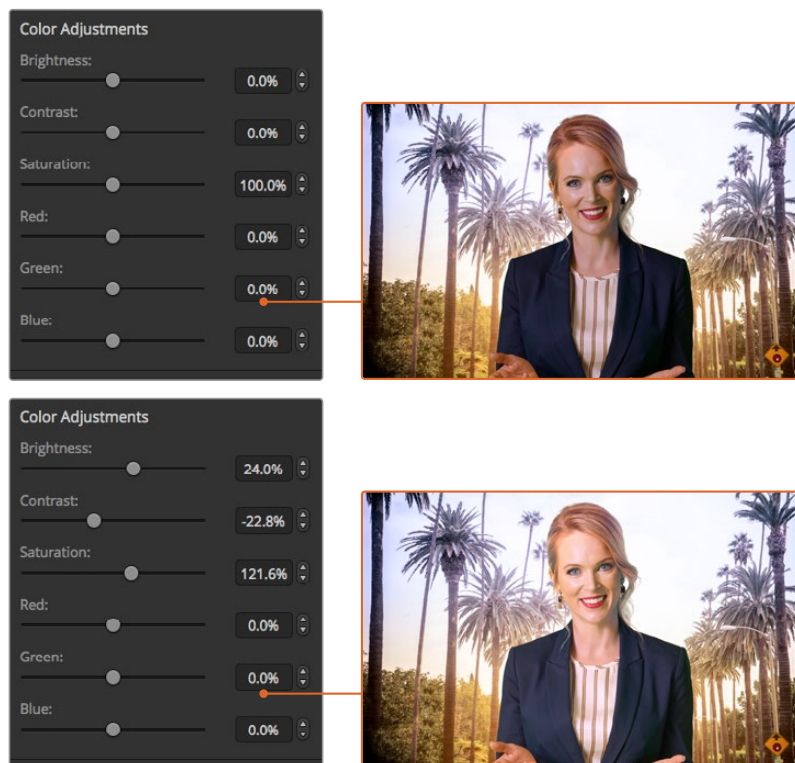 Color Adjustments
Brightness:
0.0%
Contrast:
0.0%
Saturation:
100.0%
Red:
0.0%
Green:
0.0%
Blue:
0.0%
Color Adjustments
Brightness:
24.0%
Contrast:
-22.8%
Saturation:
121.6%
Red:
0.0%
Green:
0.0%
Blue:
0.0%